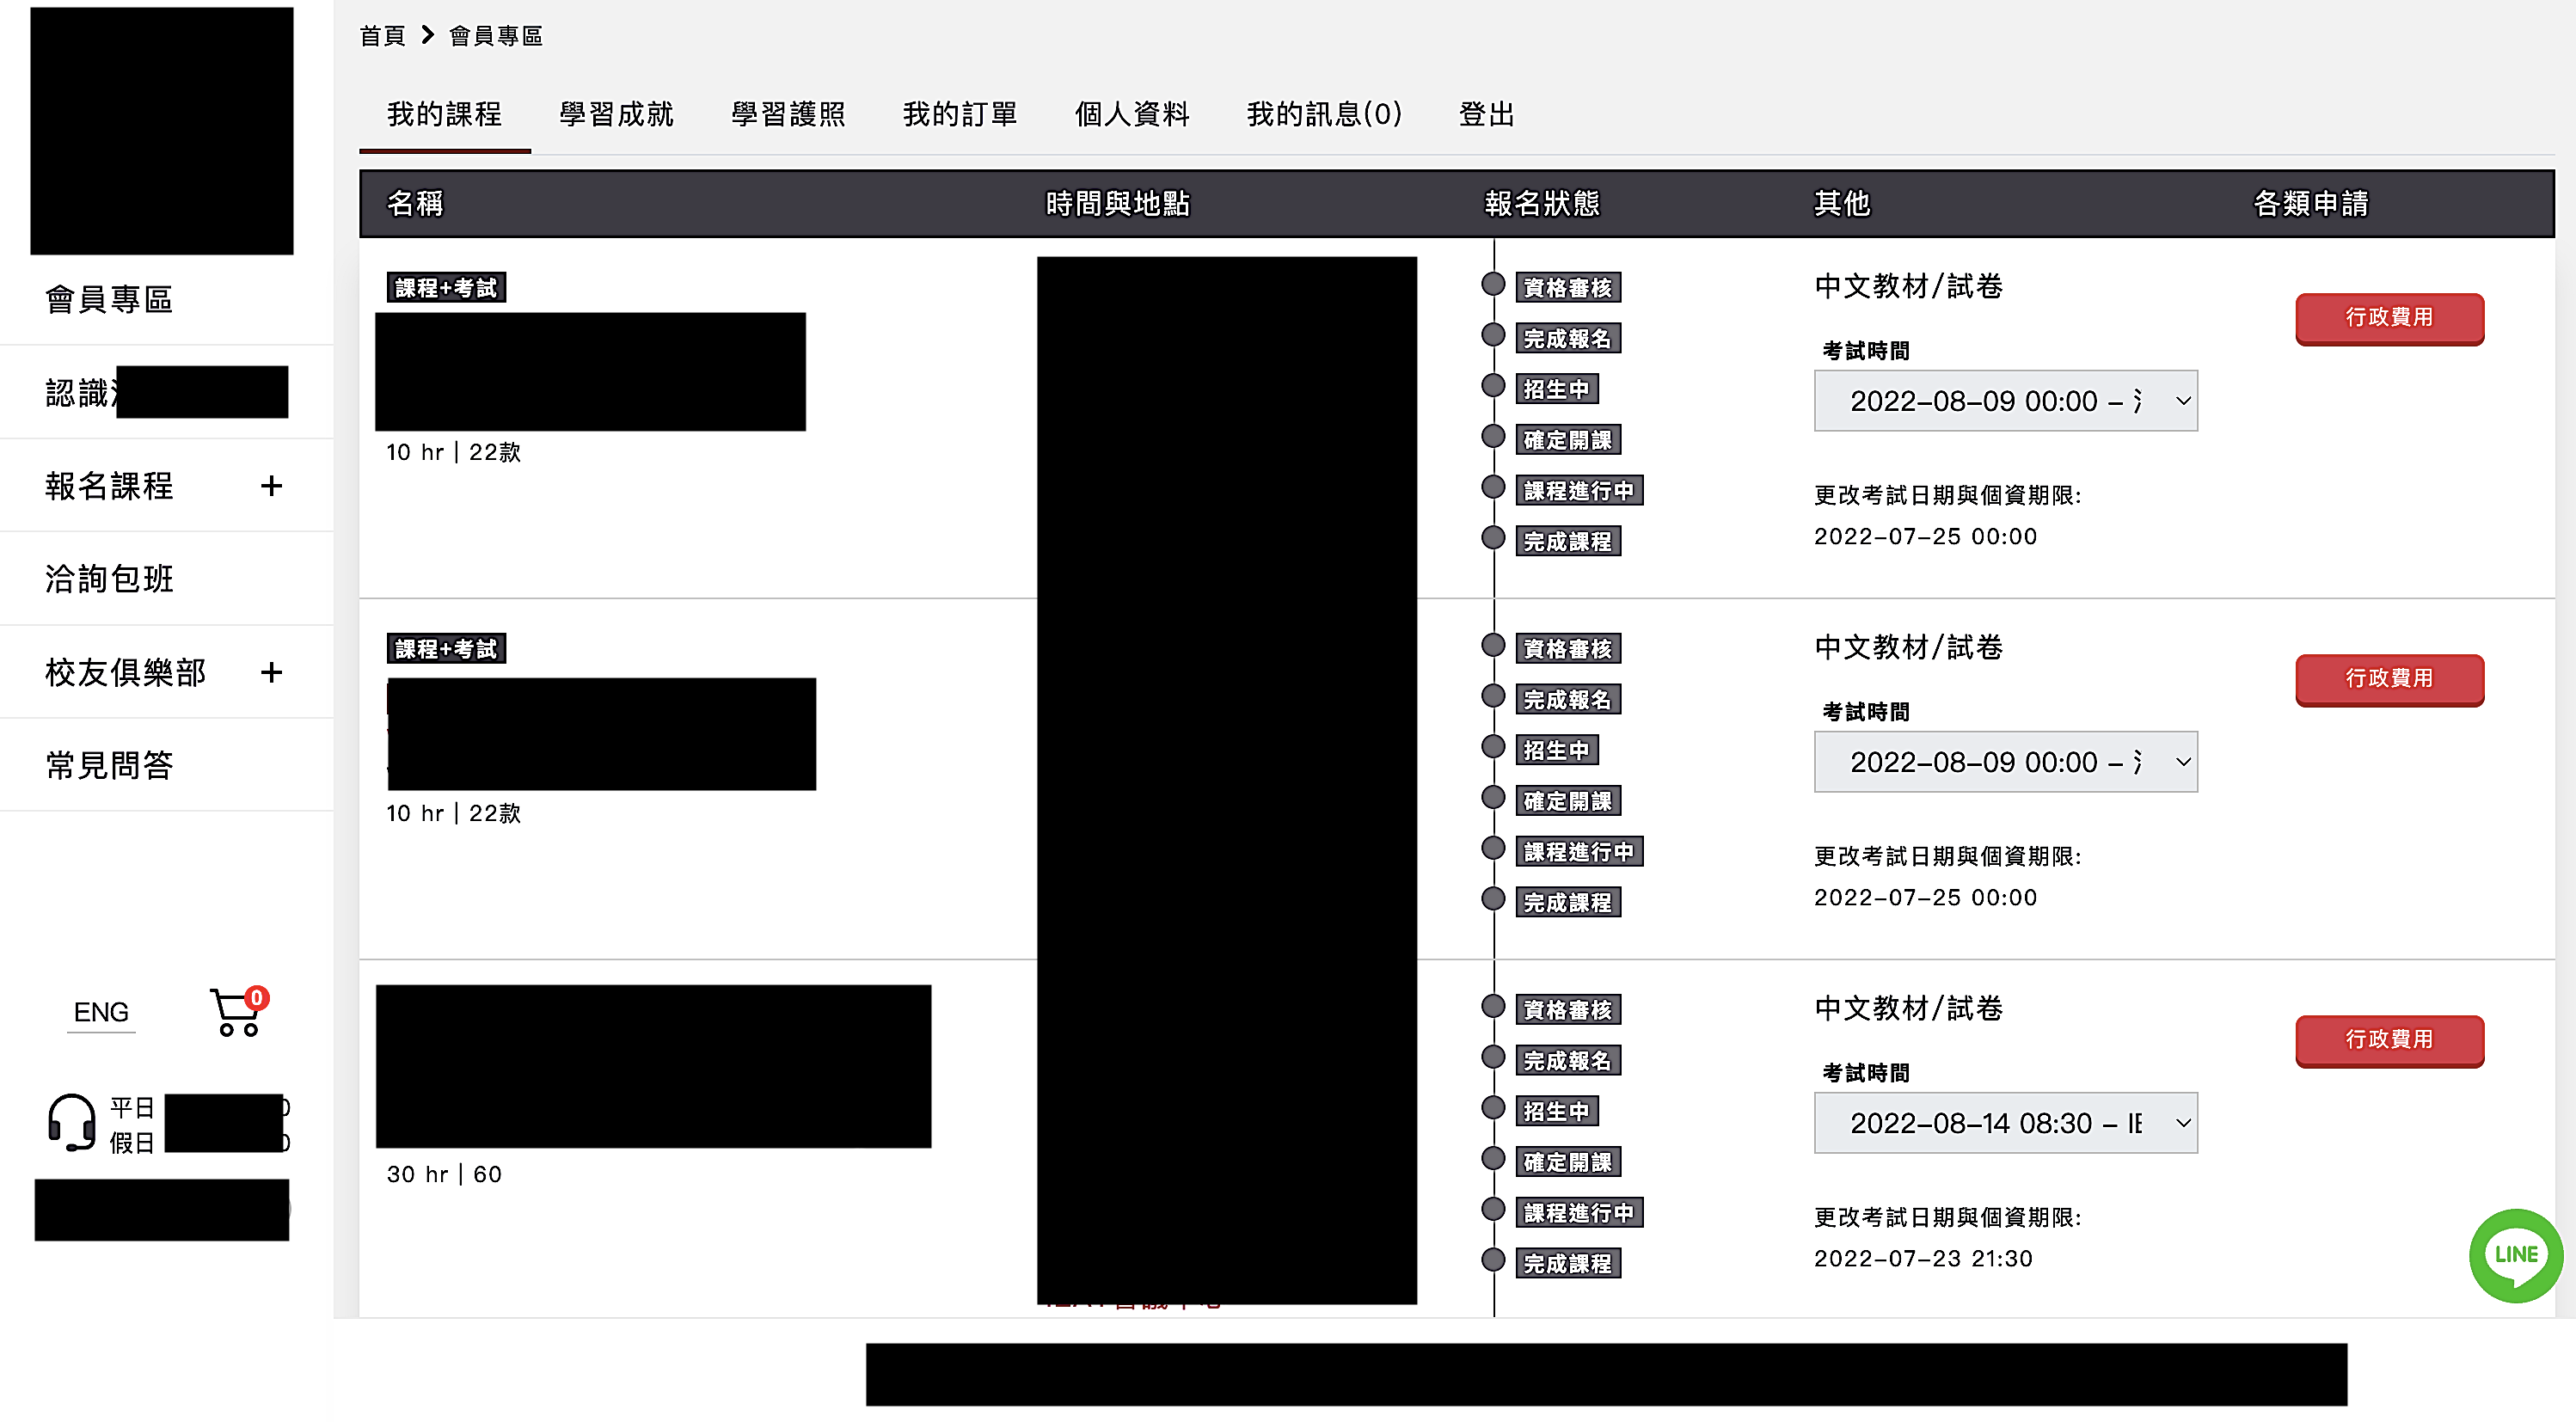 首頁 > 會員專區
我的課程 學習成就 學習護照 我的訂單 個人資料 我的訊息(0) 登出
會員專區
認識
報名課程 +
洽詢包班
校友俱樂部 +
常見問答
ENG
0
平日
假日
名稱 時間與地點 報名狀態 其他 各類申請
課程+考試
10 hr | 22款
資格審核
完成報名
招生中
確定開課
課程進行中
完成課程
中文教材/試卷
考試時間
2022-08-09 00:00 -
更改考試日期與個資期限:
2022-07-25 00:00
行政費用
課程+考試
10 hr | 22款
資格審核
完成報名
招生中
確定開課
課程進行中
完成課程
中文教材/試卷
考試時間
2022-08-09 00:00 -
更改考試日期與個資期限:
2022-07-25 00:00
行政費用
30 hr | 60
資格審核
完成報名
招生中
確定開課
課程進行中
完成課程
中文教材/試卷
考試時間
2022-08-14 08:30 -
更改考試日期與個資期限:
2022-07-23 21:30
行政費用
LINE